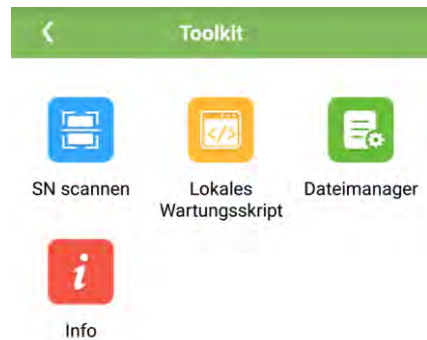 Toolkit
SN scannen
Lokales
Wartungsskript
Dateimanager
Info